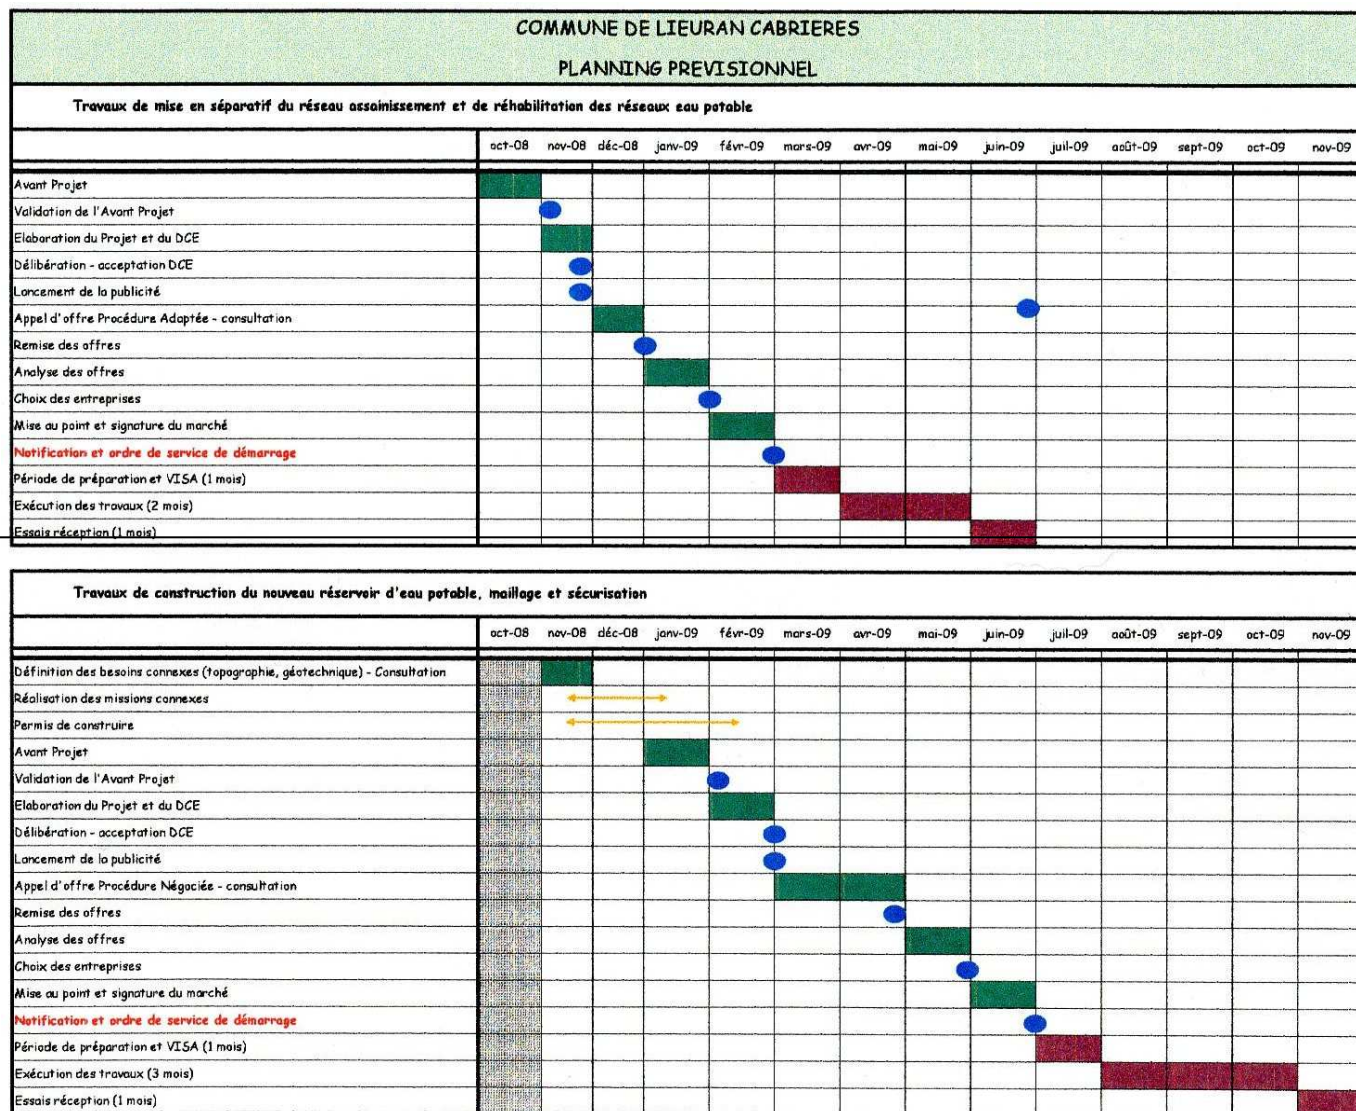 COMMUNE DE LIEURAN CABRIERES
PLANNING PREVISIONNEL
Travaux de mise en séparatif du réseau assainissement et de réhabilitation des réseaux eau potable
oct-08 nov-08 déc-08 janv-09 févr-09 mars-09 avr-09 mai-09 juin-09 juil-09 août-09 sept-09 oct-09 nov-09
Avant Projet
Validation de l'Avant Projet
Elaboration du Projet et du DCE
Délibération - acceptation DCE
Lancement de la publicité
Appel d'offre Procédure Adaptée - consultation
Remise des offres
Analyse des offres
Choix des entreprises
Mise au point et signature du marché
Notification et ordre de service de démarrage
Période de préparation et VISA (1 mois)
Exécution des travaux (2 mois)
Essais réception (1 mois)
Travaux de construction du nouveau réservoir d'eau potable, maillage et sécurisation
oct-08 nov-08 déc-08 janv-09 févr-09 mars-09 avr-09 mai-09 juin-09 juil-09 août-09 sept-09 oct-09 nov-09
Définition des besoins connexes (topographie, géotechnique) - Consultation
Réalisation des missions connexes
Permis de construire
Avant Projet
Validation de l'Avant Projet
Elaboration du Projet et du DCE
Délibération - acceptation DCE
Lancement de la publicité
Appel d'offre Procédure Négociée - consultation
Remise des offres
Analyse des offres
Choix des entreprises
Mise au point et signature du marché
Notification et ordre de service de démarrage
Période de préparation et VISA (1 mois)
Exécution des travaux (3 mois)
Essais réception (1 mois)